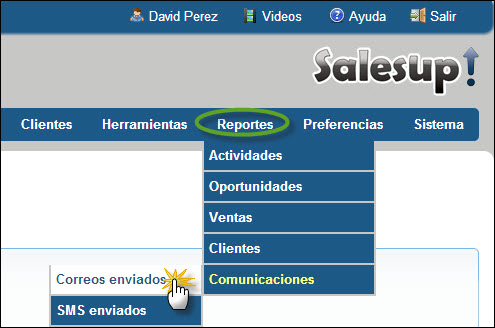 David Perez Videos Ayuda Salir
Salesup!
Clientes Herramientas Reportes Preferencias Sistema
Actividades
Oportunidades
Ventas
Clientes
Comunicaciones
Correos enviados
SMS enviados